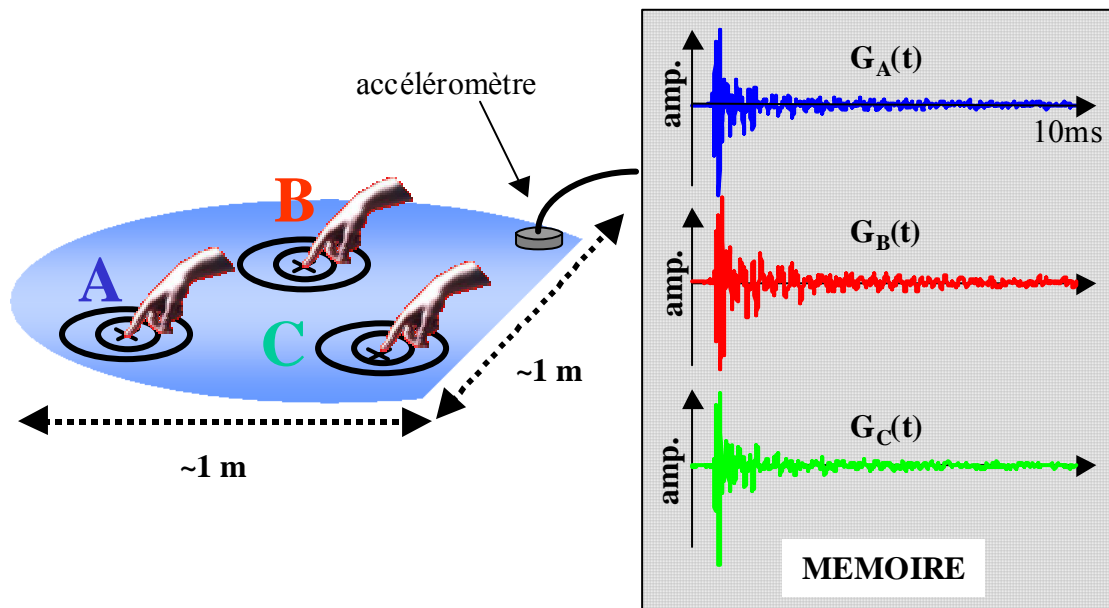 accéléromètre
A
B
C
~1 m
~1 m
amp.
G_A(t)
10ms
amp.
G_B(t)
amp.
G_C(t)
MEMOIRE